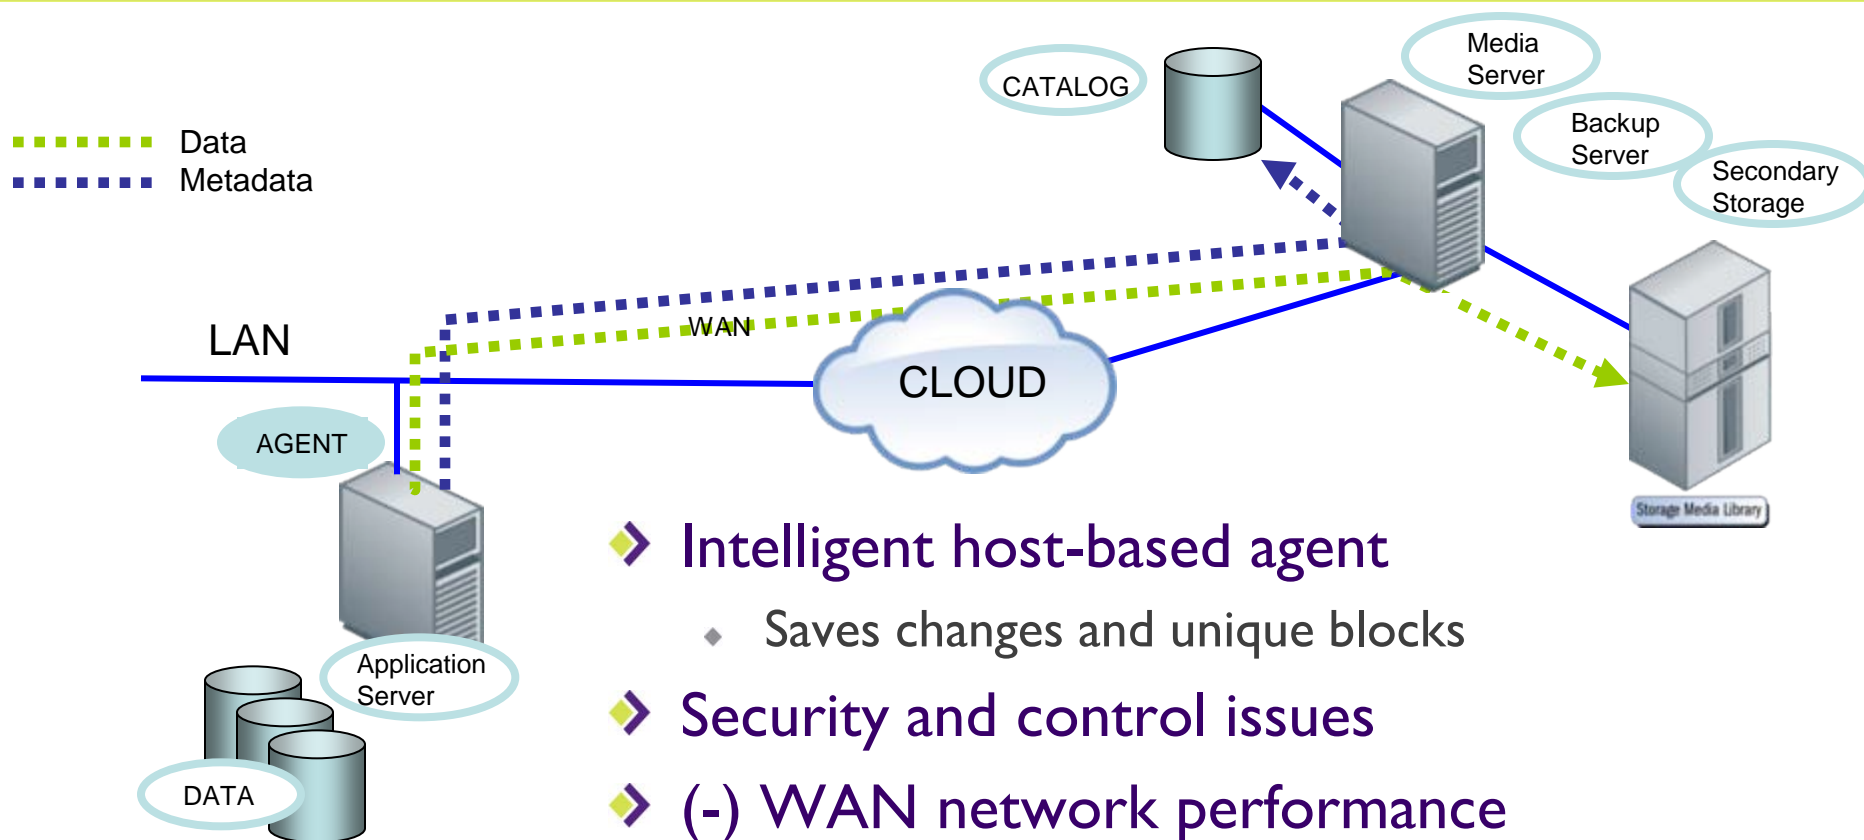 Media
Server
CATALOG
Backup
Server
Data
Metadata
Secondary
Storage
WAN
LAN
CLOUD
AGENT
Storage Media Library
Intelligent host-based agent
Saves changes and unique blocks
Application
Server
Security and control issues
DATA
(-) WAN network performance